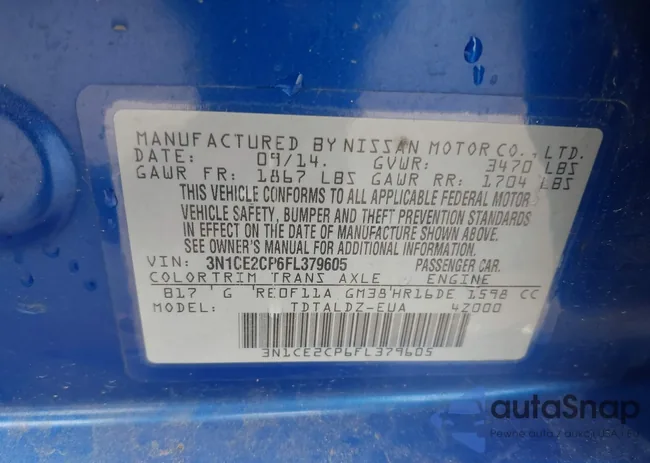 MANUFACTURED BY NISSAN MOTOR CO., LTD.
DATE: 09/14. GVWR: 3470 LBS
GAWR FR: 1867 LBS GAWR RR: 1704 LBS
THIS VEHICLE CONFORMS TO ALL APPLICABLE FEDERAL MOTOR
VEHICLE SAFETY, BUMPER AND THEFT PREVENTION STANDARDS
IN EFFECT ON THE DATE OF MANUFACTURE SHOWN ABOVE.
SEE OWNER'S MANUAL FOR ADDITIONAL INFORMATION.
VIN: 3N1CE2CP6FL379605 PASSENGER CAR.
COLOR TRIM TRANS AXLE ENGINE
B17 G RE0F11A GM38 HR16DE 1598 CC
MODEL: TDTALDZ-EUA 4Z000
3N1CE2CP6FL379605
autoSnap